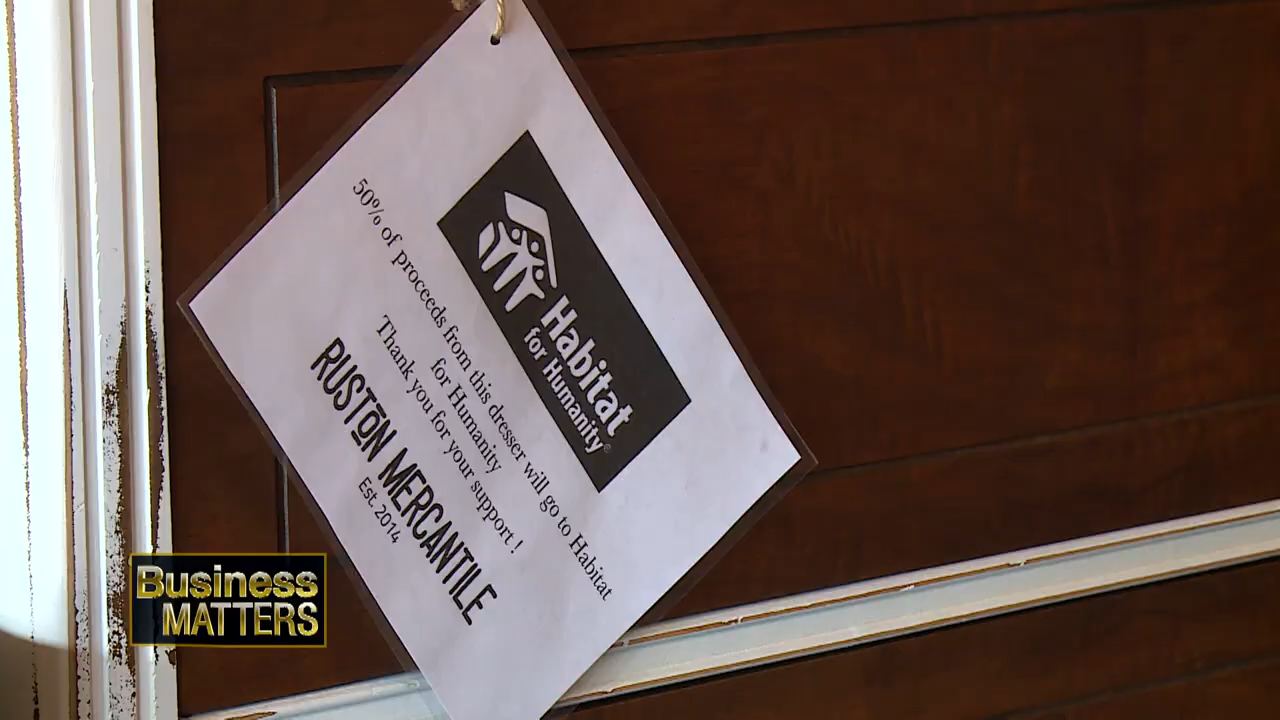 Habitat
for Humanity®
50% of proceeds from this dresser will go to Habitat
for Humanity
Thank you for your support !
RUSTON MERCANTILE
Est. 2014
Business
MATTERS